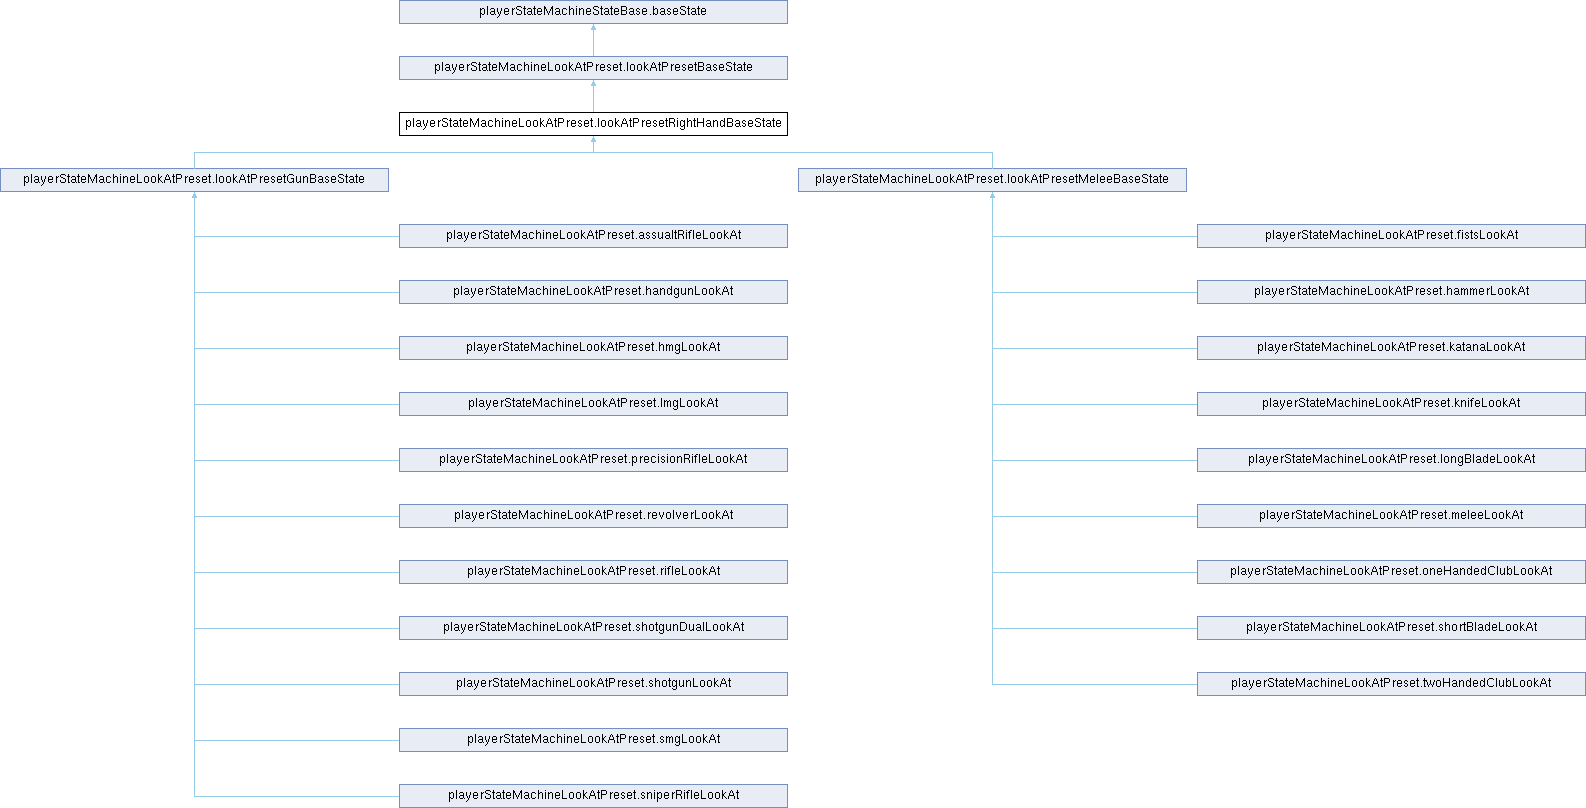 playerStateMachineStateBase.baseState
playerStateMachineLookAtPreset.lookAtPresetBaseState
playerStateMachineLookAtPreset.lookAtPresetRightHandBaseState
playerStateMachineLookAtPreset.lookAtPresetGunBaseState
playerStateMachineLookAtPreset.lookAtPresetMeleeBaseState
playerStateMachineLookAtPreset.assualtRifleLookAt
playerStateMachineLookAtPreset.fistsLookAt
playerStateMachineLookAtPreset.handgunLookAt
playerStateMachineLookAtPreset.hammerLookAt
playerStateMachineLookAtPreset.hmgLookAt
playerStateMachineLookAtPreset.katanaLookAt
playerStateMachineLookAtPreset.lmgLookAt
playerStateMachineLookAtPreset.knifeLookAt
playerStateMachineLookAtPreset.precisionRifleLookAt
playerStateMachineLookAtPreset.longBladeLookAt
playerStateMachineLookAtPreset.revolverLookAt
playerStateMachineLookAtPreset.meleeLookAt
playerStateMachineLookAtPreset.rifleLookAt
playerStateMachineLookAtPreset.oneHandedClubLookAt
playerStateMachineLookAtPreset.shotgunDualLookAt
playerStateMachineLookAtPreset.shortBladeLookAt
playerStateMachineLookAtPreset.shotgunLookAt
playerStateMachineLookAtPreset.twoHandedClubLookAt
playerStateMachineLookAtPreset.smgLookAt
playerStateMachineLookAtPreset.sniperRifleLookAt